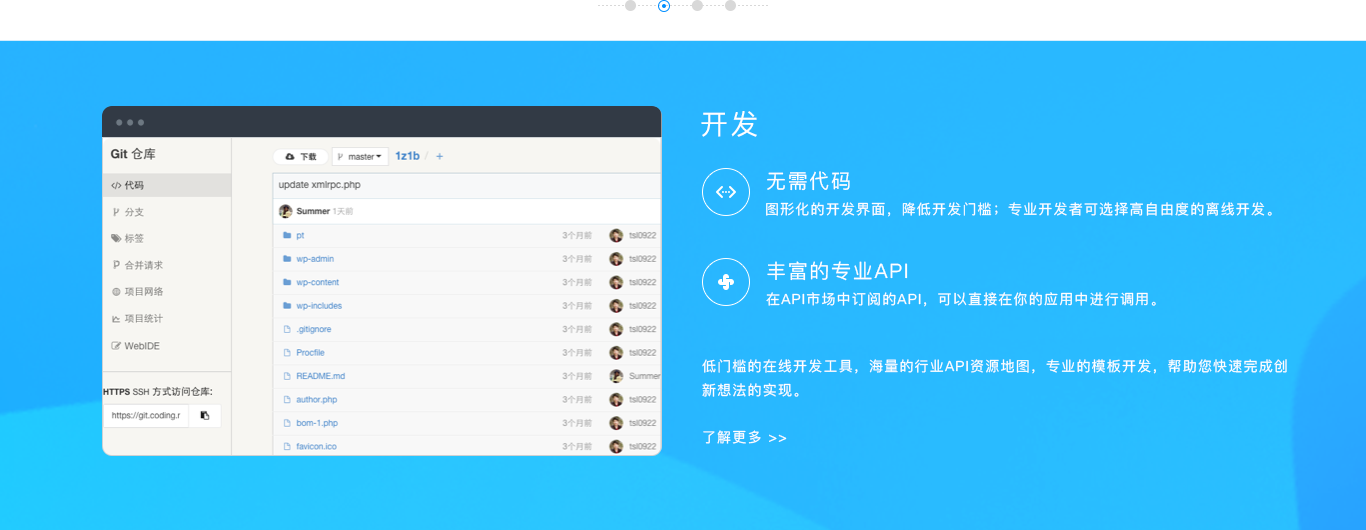 Git 仓库
代码
分支
标签
合并请求
项目网络
项目统计
WebIDE
HTTPS SSH 方式访问仓库:
https://git.coding.r
下载 master 1z1b / +
update xmlrpc.php
Summer 1天前
pt 3个月前 tsl0922
wp-admin 3个月前 tsl0922
wp-content 3个月前 tsl0922
wp-includes 3个月前 tsl0922
.gitignore 3个月前 tsl0922
Procfile 3个月前 tsl0922
README.md 3个月前 Summer
author.php 3个月前 tsl0922
bom-1.php 3个月前 tsl0922
favicon.ico 3个月前 tsl0922
开发
无需代码
图形化的开发界面，降低开发门槛；专业开发者可选择高自由度的离线开发。
丰富的专业API
在API市场中订阅的API，可以直接在你的应用中进行调用。
低门槛的在线开发工具，海量的行业API资源地图，专业的模板开发，帮助您快速完成创
新想法的实现。
了解更多 >>